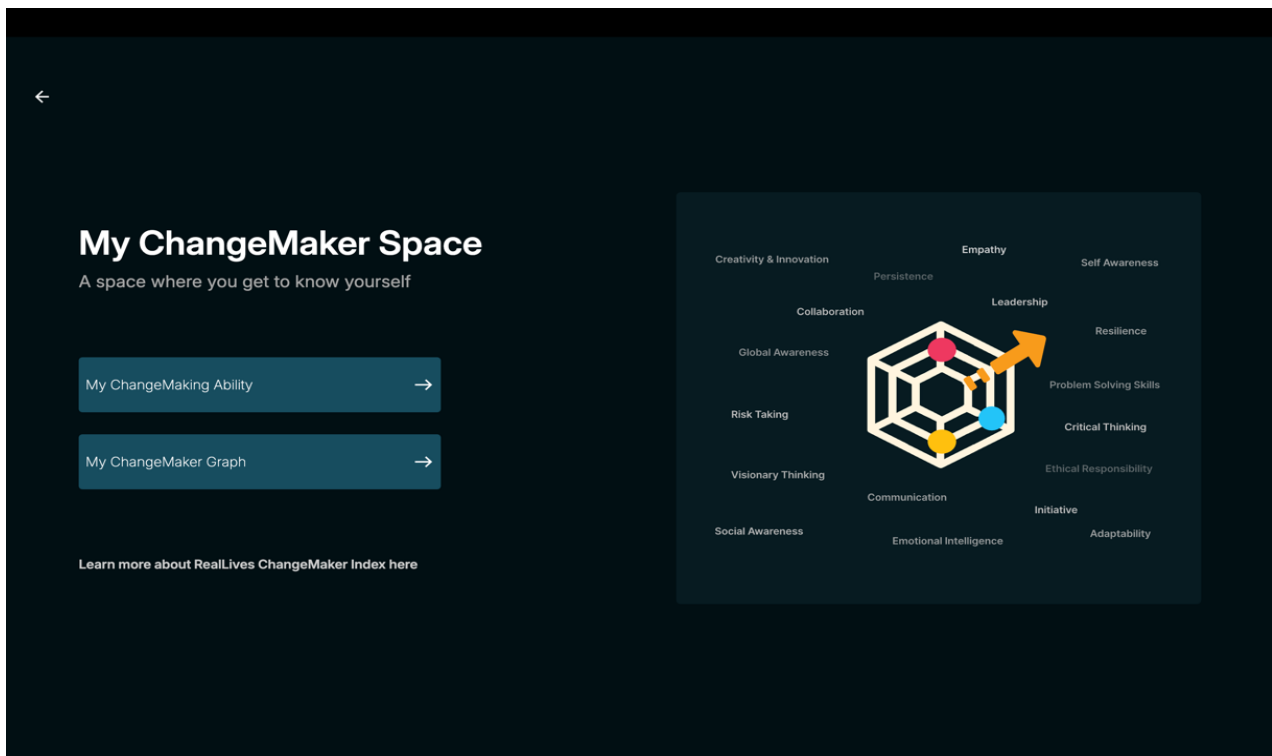 My ChangeMaker Space
A space where you get to know yourself
My ChangeMaking Ability
My ChangeMaker Graph
Learn more about RealLives ChangeMaker Index here
Empathy
Creativity & Innovation
Self Awareness
Persistence
Leadership
Collaboration
Resilience
Global Awareness
Problem Solving Skills
Risk Taking
Critical Thinking
Ethical Responsibility
Visionary Thinking
Communication
Initiative
Social Awareness
Adaptability
Emotional Intelligence